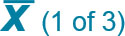 x̅ (1 of 3)